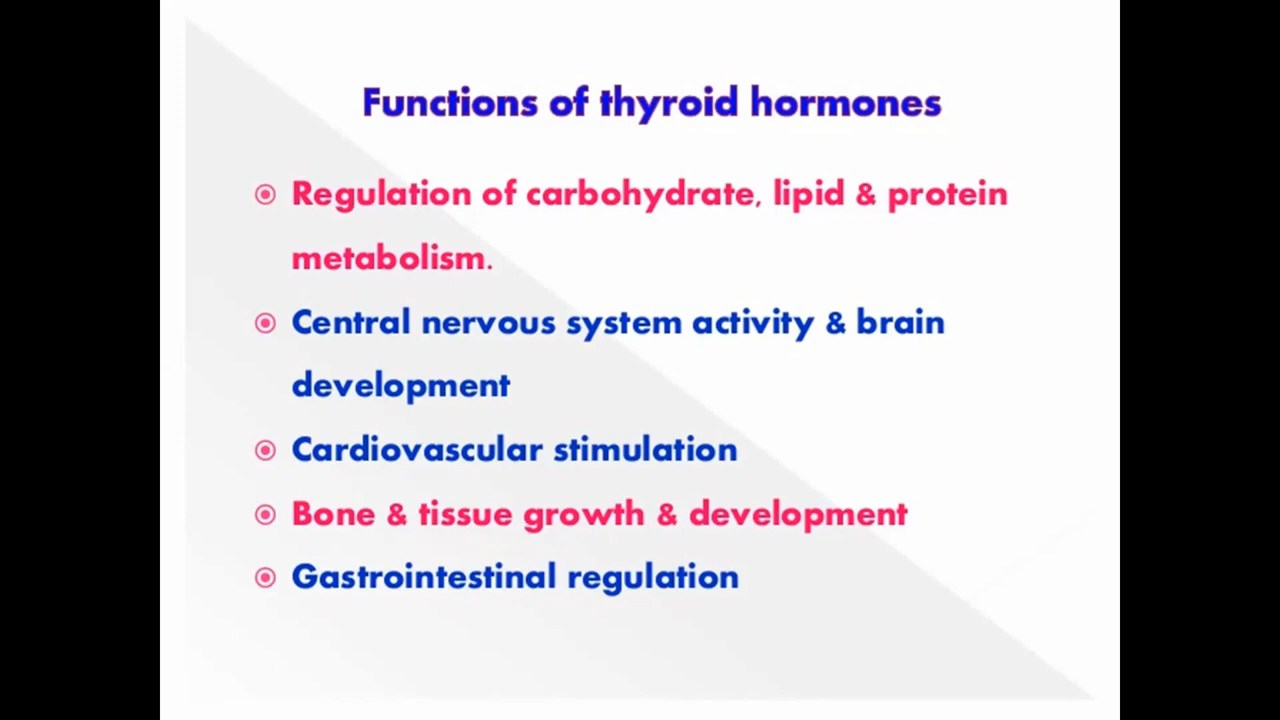 Functions of thyroid hormones
Regulation of carbohydrate, lipid & protein
metabolism.
Central nervous system activity & brain
development
Cardiovascular stimulation
Bone & tissue growth & development
Gastrointestinal regulation